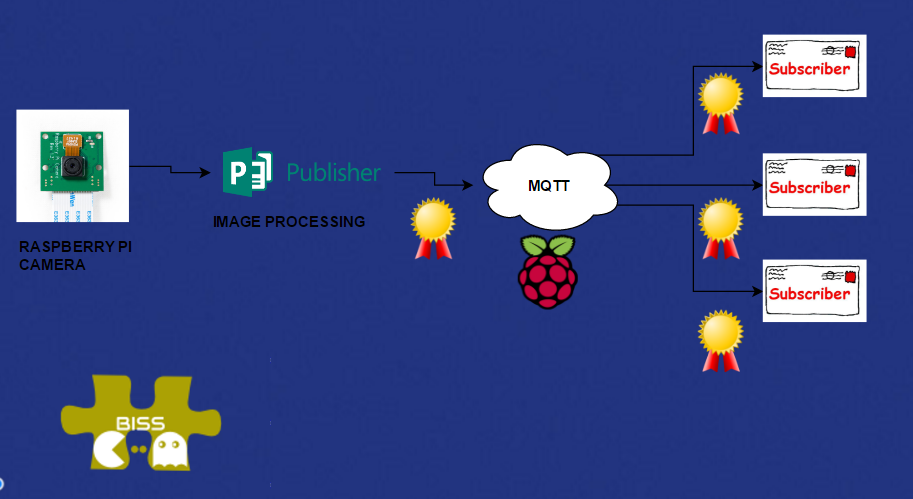 RASPBERRY PI
CAMERA
P
Publisher
IMAGE PROCESSING
MQTT
Subscriber
Subscriber
Subscriber
BISS